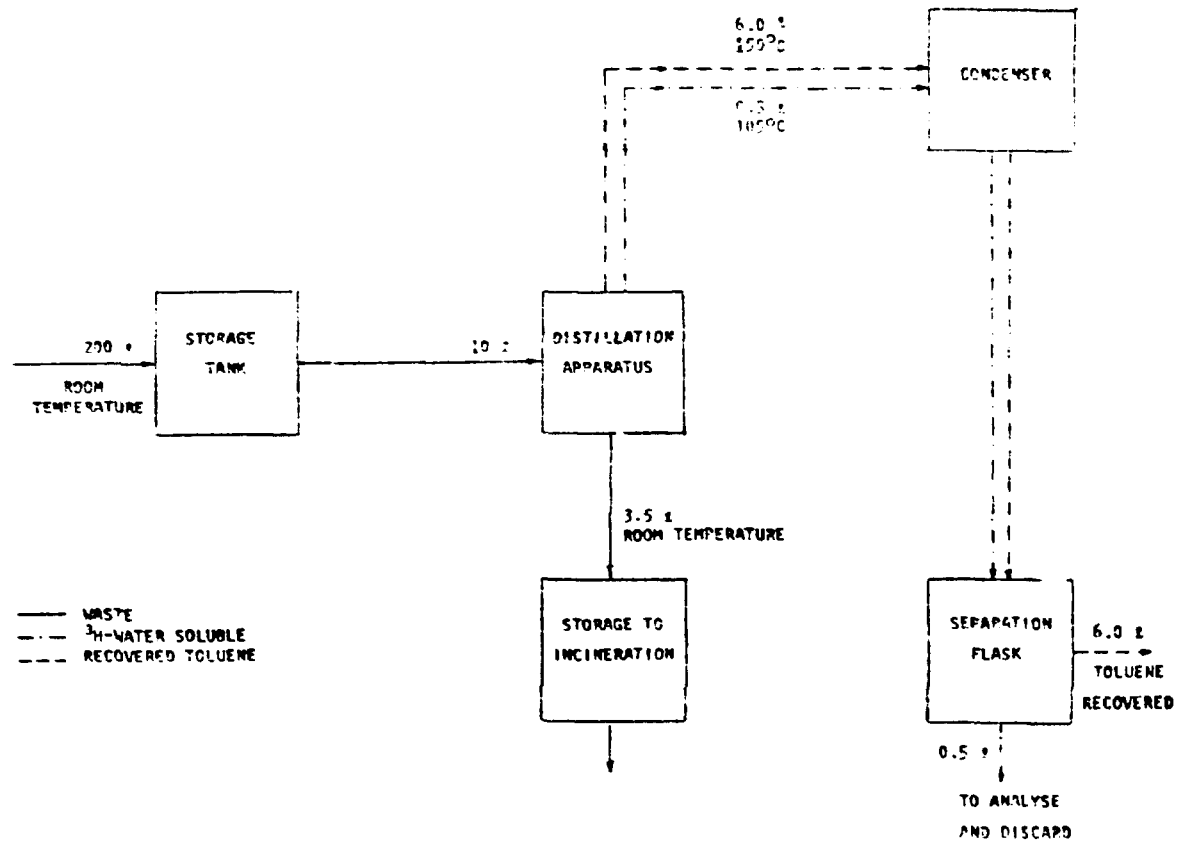 6.0 ℓ
CONDENSER
STORAGE
TANK
200 ℓ
ROOM
TEMPERATURE
10 ℓ
DISTILLATION
APPARATUS
3.5 ℓ
ROOM TEMPERATURE
STORAGE TO
INCINERATION
WASTE
³H-WATER SOLUBLE
RECOVERED TOLUENE
SEPARATION
FLASK
6.0 ℓ
TOLUENE
RECOVERED
0.5 ℓ
TO ANALYSE
AND DISCARD